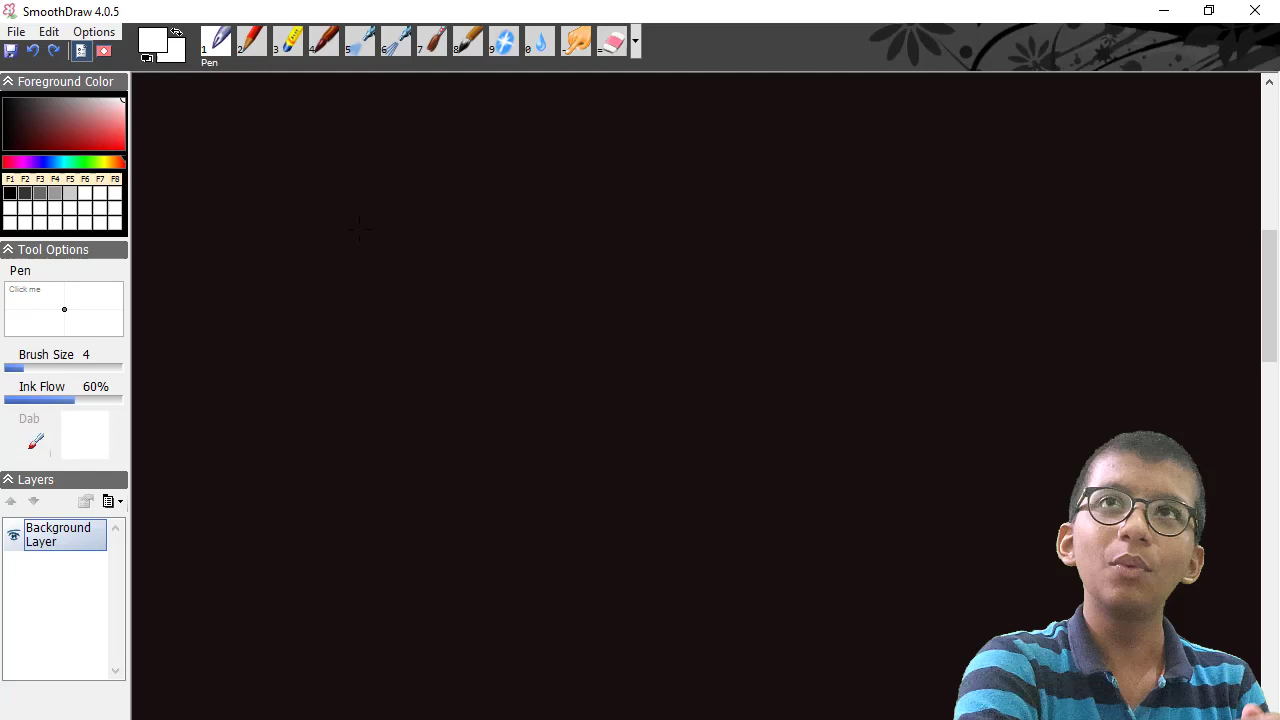 SmoothDraw 4.0.5
File Edit Options
1 2 3 4 5 6 7 8 9 0 - =
Pen
Foreground Color
F1 F2 F3 F4 F5 F6 F7 F8
Tool Options
Pen
Click me
Brush Size 4
Ink Flow 60%
Dab
Layers
Background
Layer